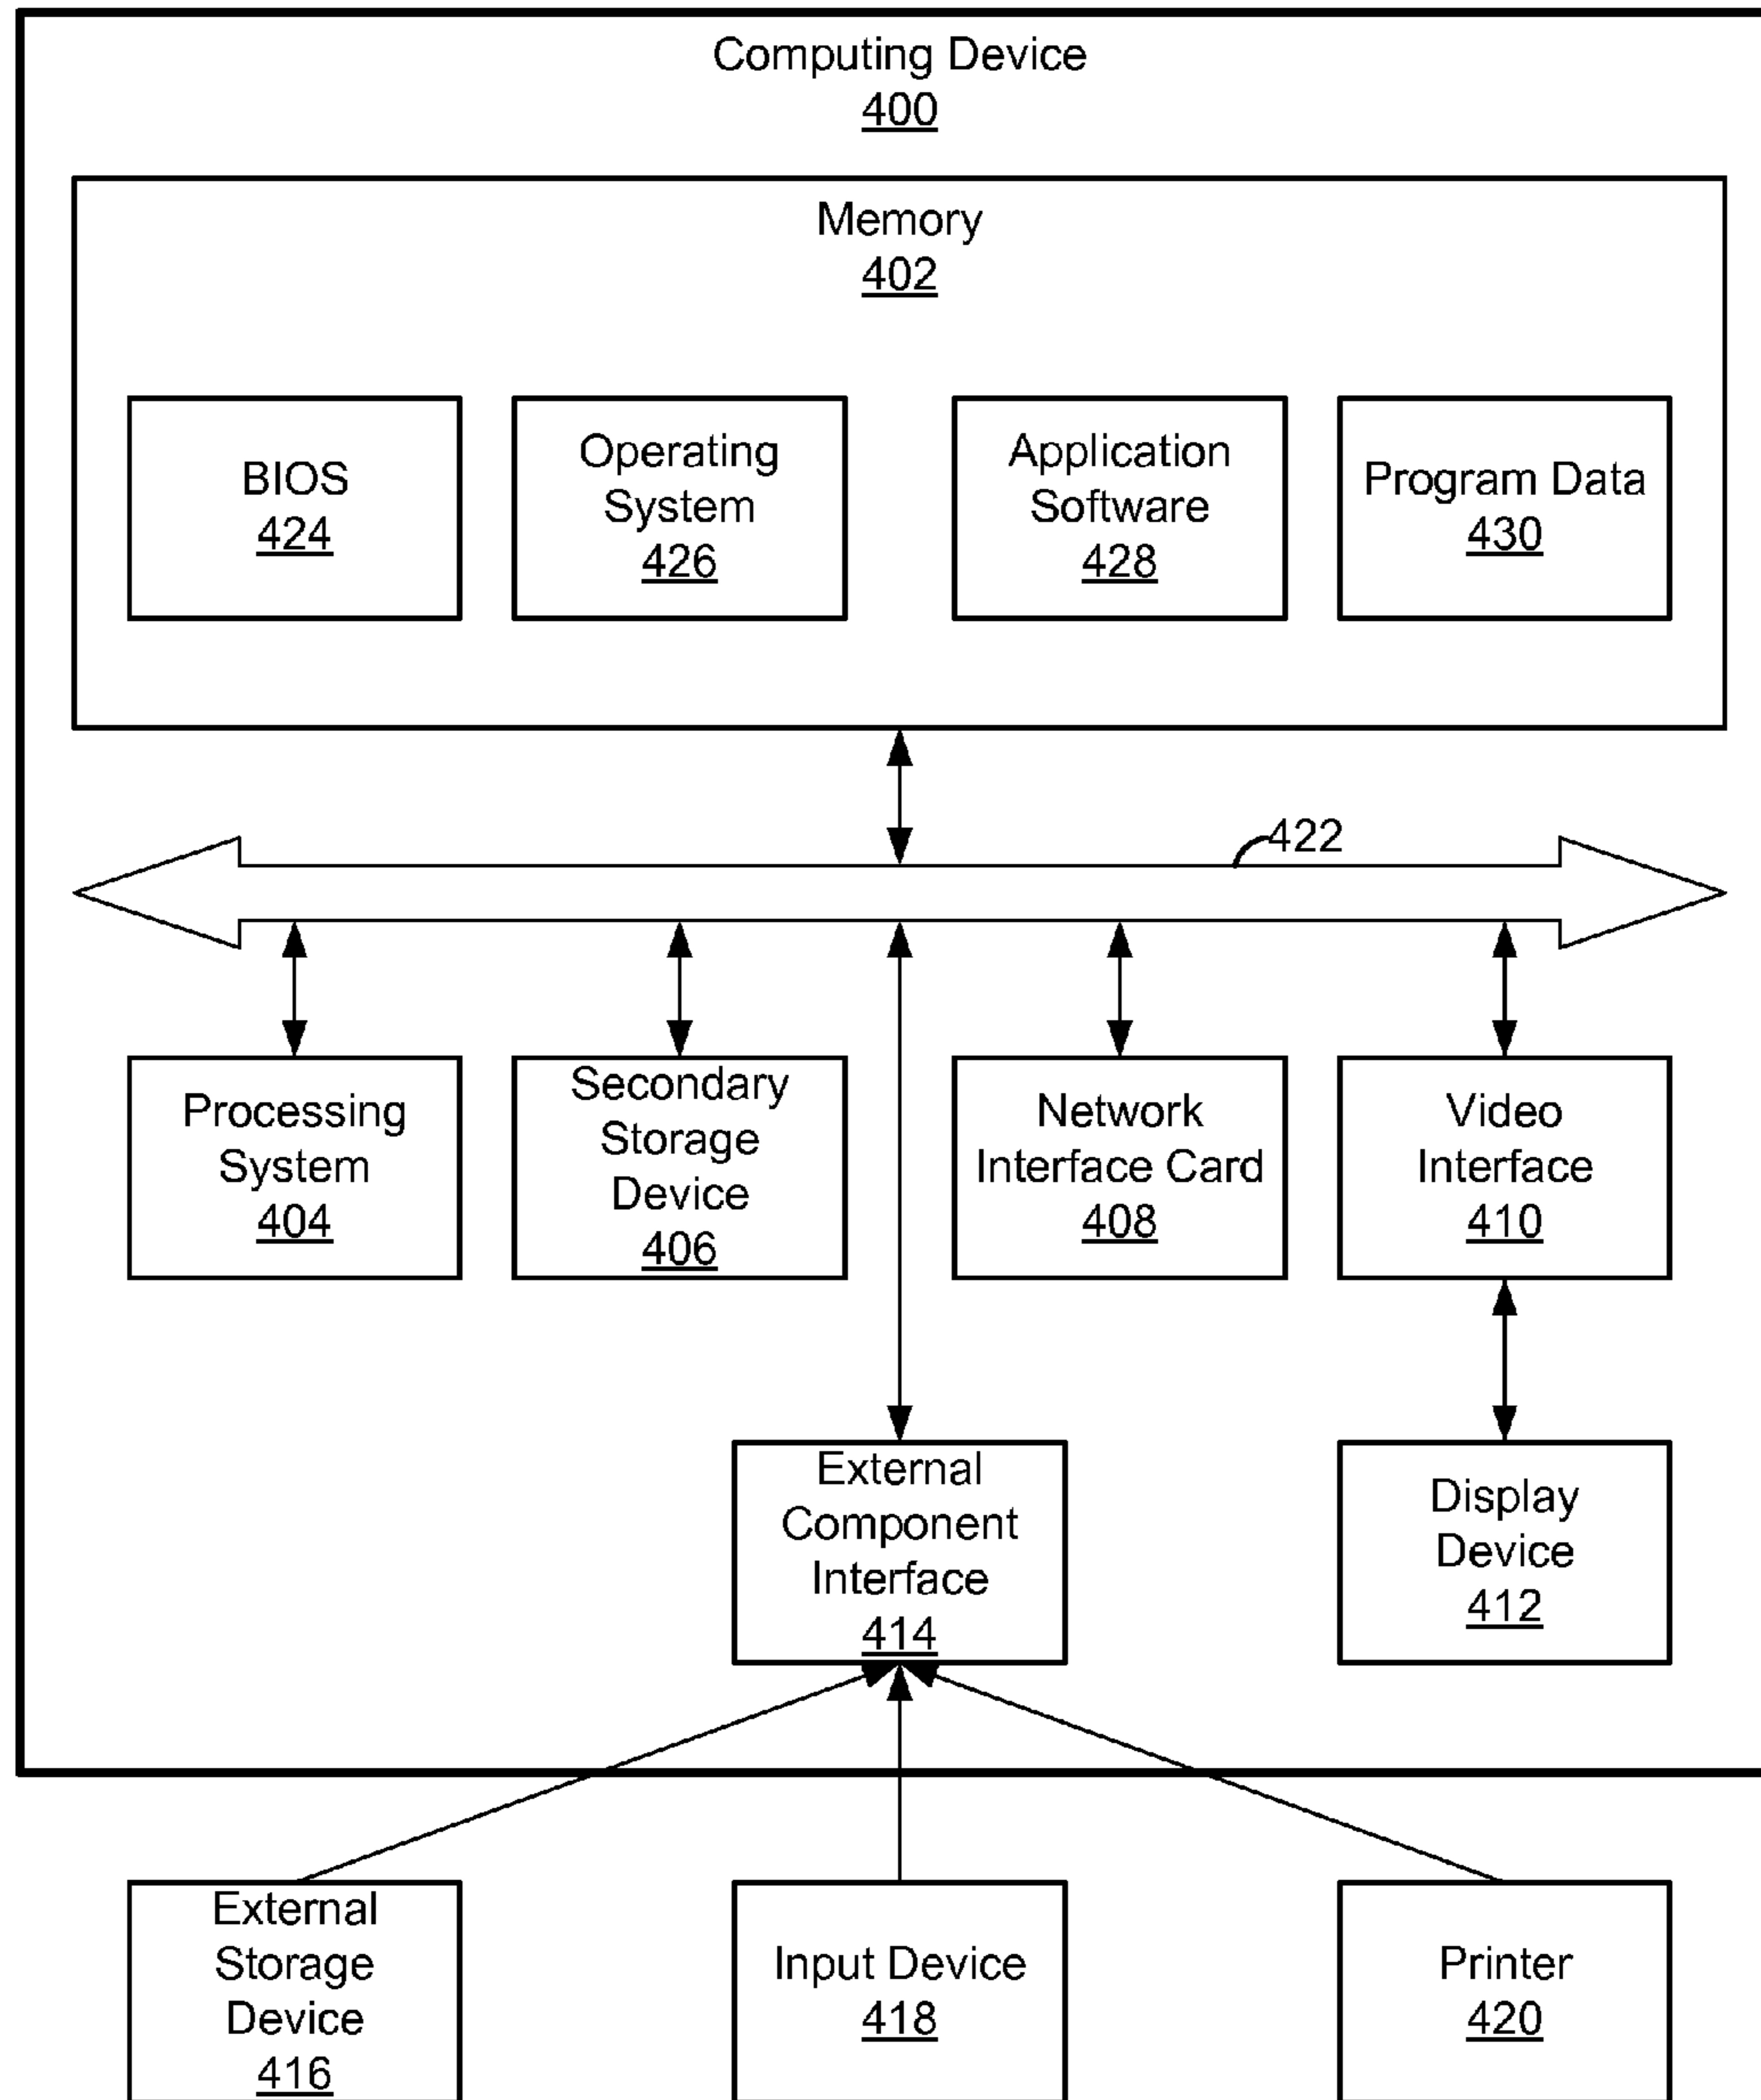 Computing Device
400
Memory
402
BIOS
424
Operating
System
426
Application
Software
428
Program Data
430
422
Processing
System
404
Secondary
Storage
Device
406
Network
Interface Card
408
Video
Interface
410
External
Component
Interface
414
Display
Device
412
External
Storage
Device
416
Input Device
418
Printer
420